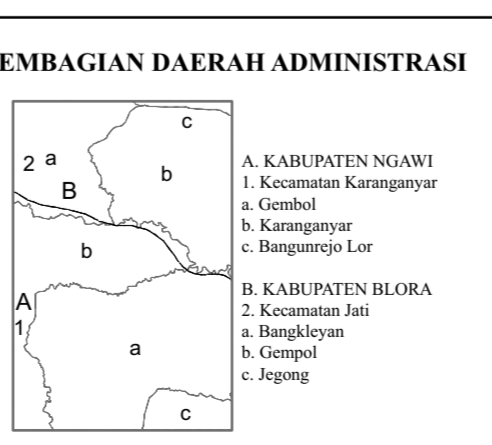 EMBAGIAN DAERAH ADMINISTRASI
c
2 a
b
B
b
A
1
a
c
A. KABUPATEN NGAWI
1. Kecamatan Karanganyar
a. Gembol
b. Karanganyar
c. Bangunrejo Lor
B. KABUPATEN BLORA
2. Kecamatan Jati
a. Bangkleyan
b. Gempol
c. Jegong